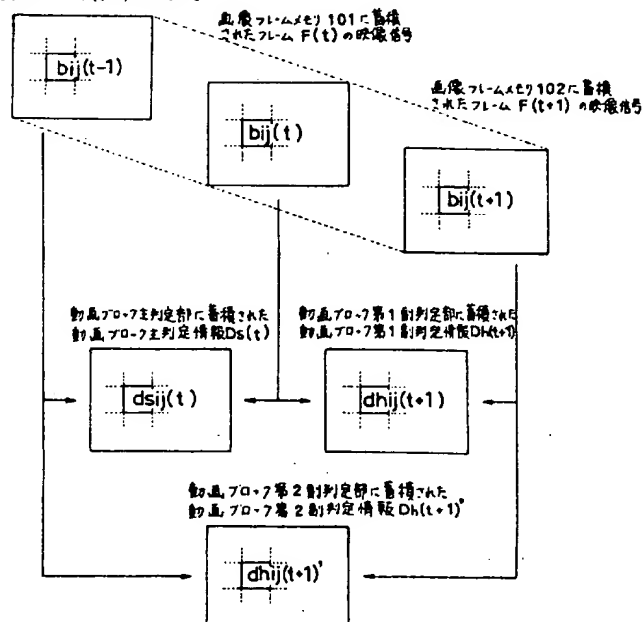 画像フレームメモリ101に蓄積
されたフレーム F(t)の映像信号
bij(t-1)
画像フレームメモリ102に蓄積
されたフレーム F(t+1)の映像信号
bij(t)
bij(t+1)
動画ブロック主判定部に蓄積された
動画ブロック主判定情報Ds(t)
動画ブロック第1副判定部に蓄積された
動画ブロック第1副判定情報Dh(t+1)
dsij(t)
dhij(t+1)
動画ブロック第2副判定部に蓄積された
動画ブロック第2副判定情報Dh(t+1)'
dhij(t+1)'